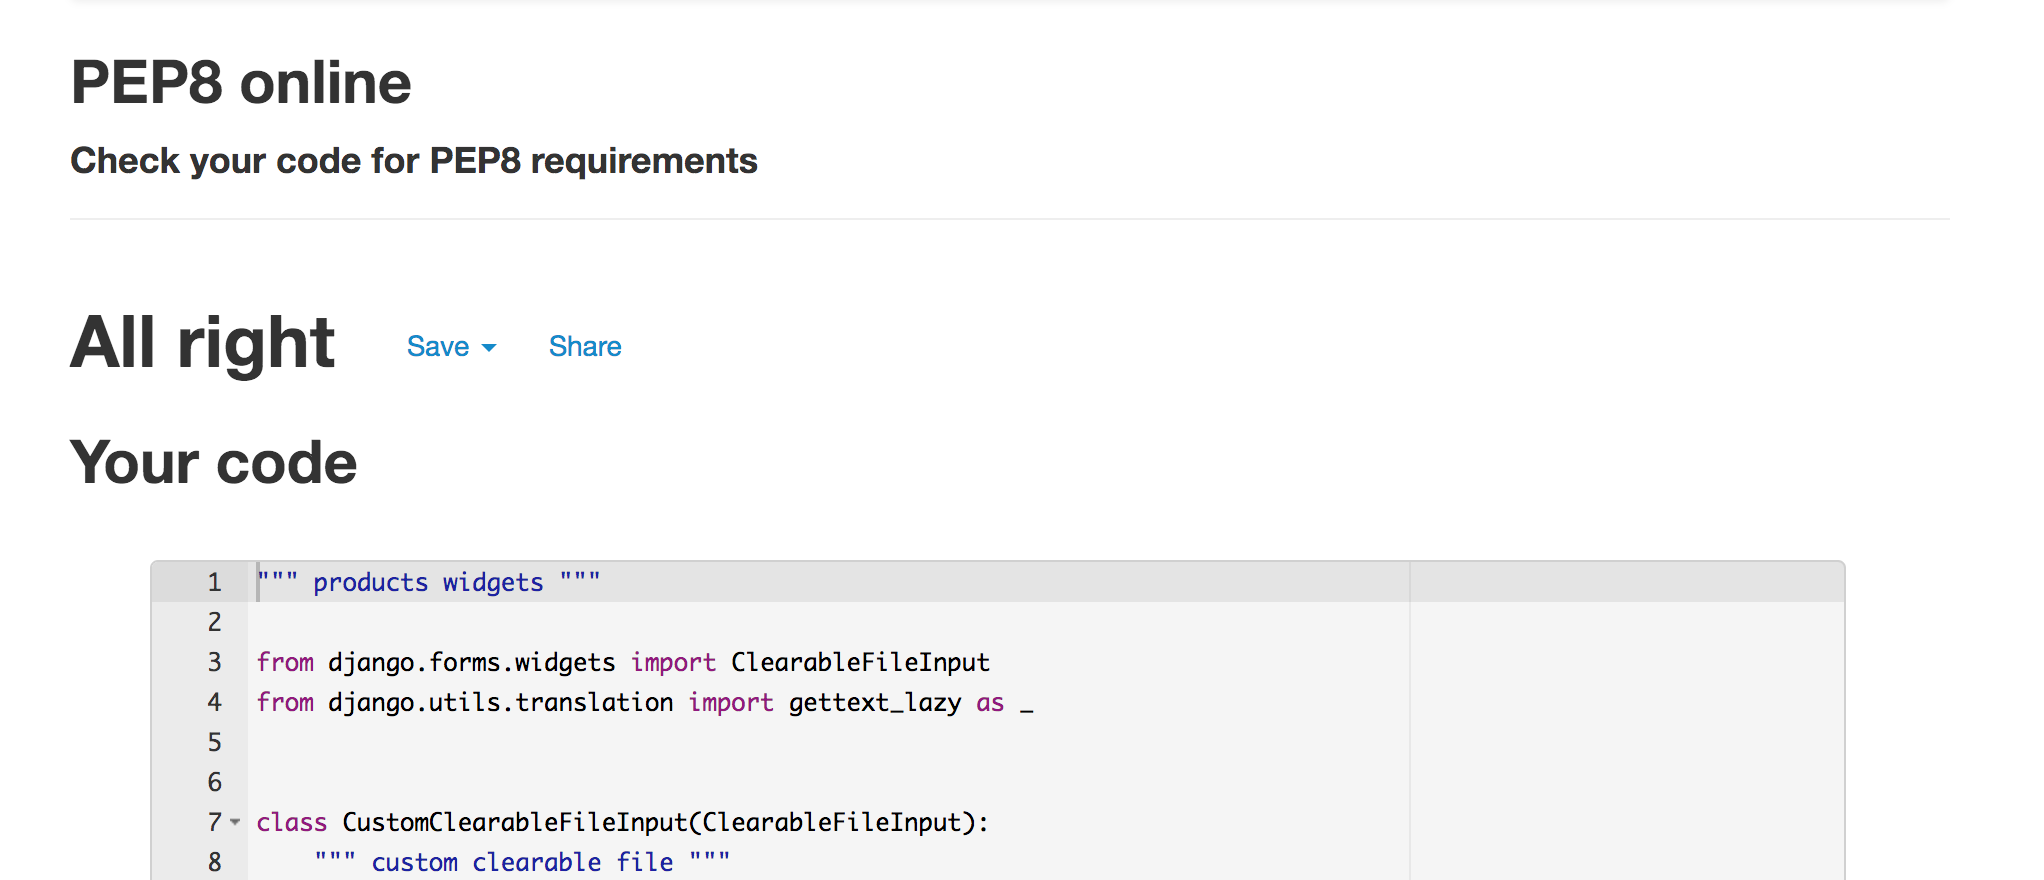 PEP8 online
Check your code for PEP8 requirements
All right Save Share
Your code
1 """ products widgets """
2
3 from django.forms.widgets import ClearableFileInput
4 from django.utils.translation import gettext_lazy as _
5
6
7 class CustomClearableFileInput(ClearableFileInput):
8     """ custom clearable file """